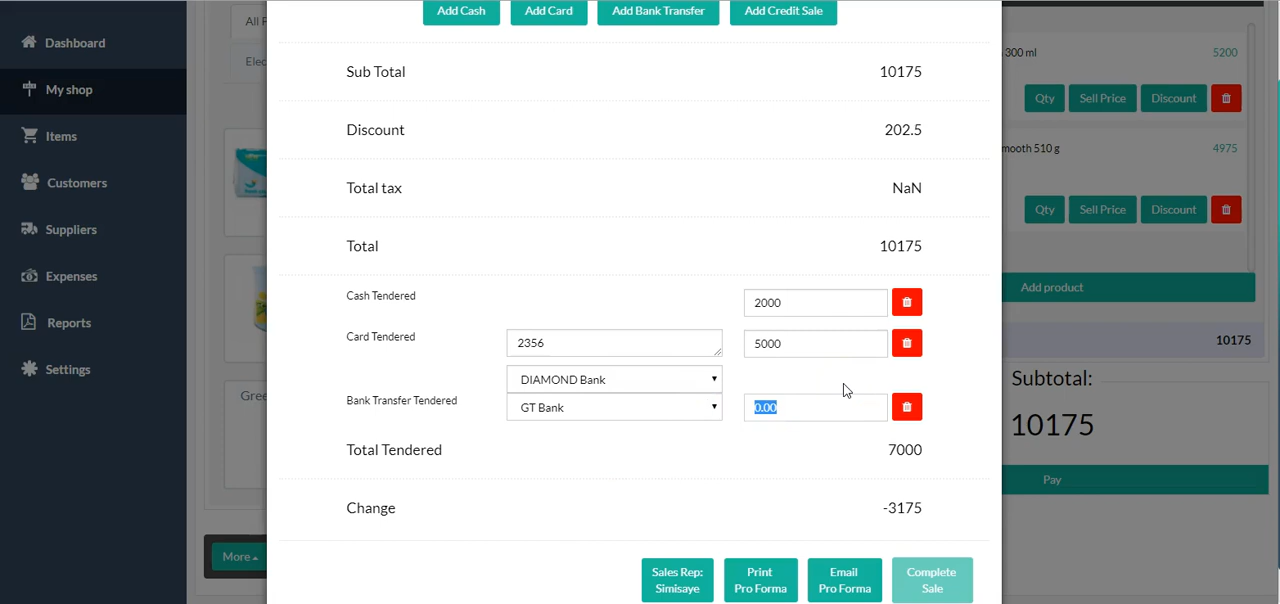 Dashboard
My shop
Items
Customers
Suppliers
Expenses
Reports
Settings
All F
Elec
Gree
More
Add Cash
Add Card
Add Bank Transfer
Add Credit Sale
Sub Total 10175
Discount 202.5
Total tax NaN
Total 10175
Cash Tendered 2000
Card Tendered 2356 5000
DIAMOND Bank
Bank Transfer Tendered GT Bank 0.00
Total Tendered 7000
Change -3175
Sales Rep:
Simisaye
Print
Pro Forma
Email
Pro Forma
Complete
Sale
300 ml 5200
Qty Sell Price Discount
mooth 510 g 4975
Qty Sell Price Discount
Add product
10175
Subtotal:
10175
Pay